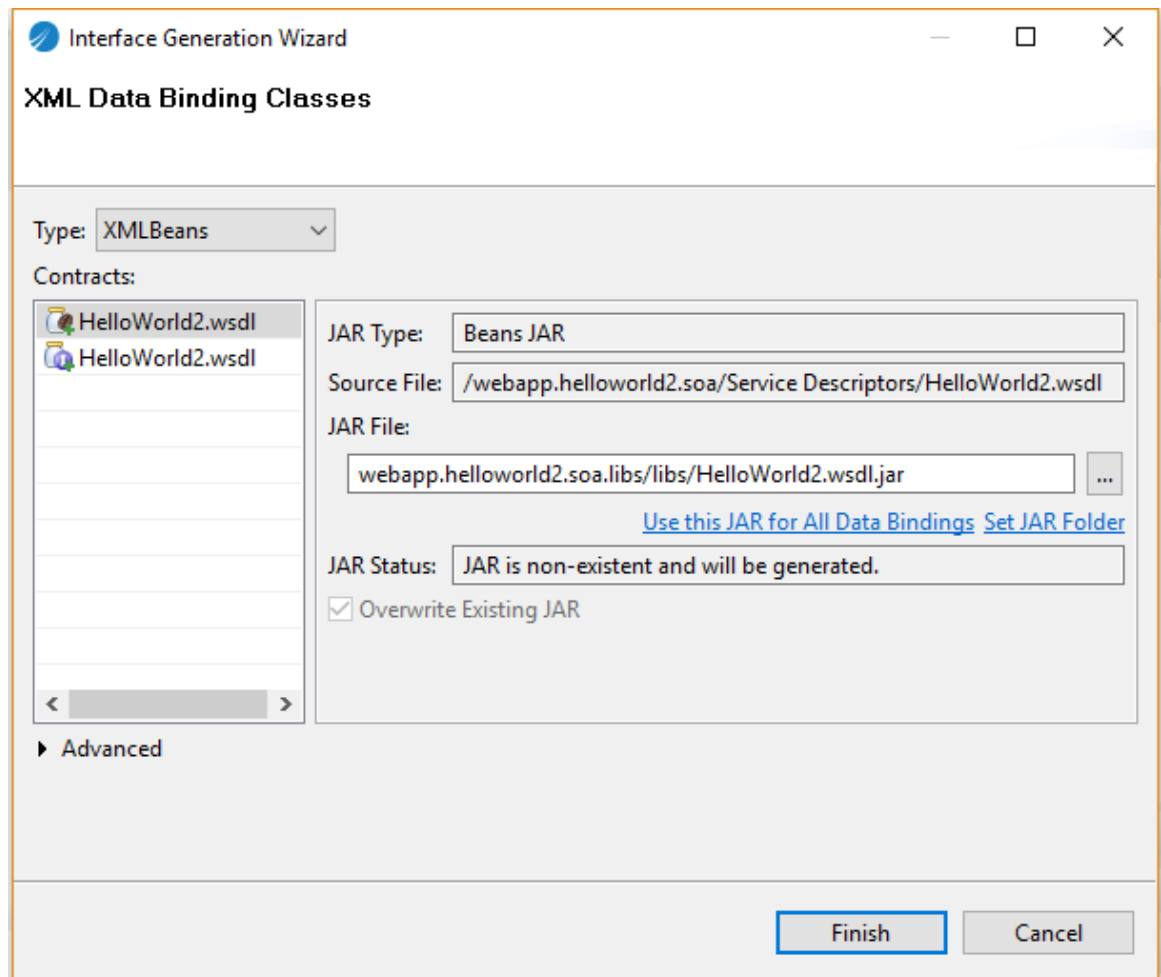 Interface Generation Wizard
XML Data Binding Classes
Type: XMLBeans
Contracts:
HelloWorld2.wsdl
HelloWorld2.wsdl
JAR Type: Beans JAR
Source File: /webapp.helloworld2.soa/Service Descriptors/HelloWorld2.wsdl
JAR File:
webapp.helloworld2.soa.libs/libs/HelloWorld2.wsdl.jar ...
Use this JAR for All Data Bindings Set JAR Folder
JAR Status: JAR is non-existent and will be generated.
Overwrite Existing JAR
Advanced
Finish Cancel